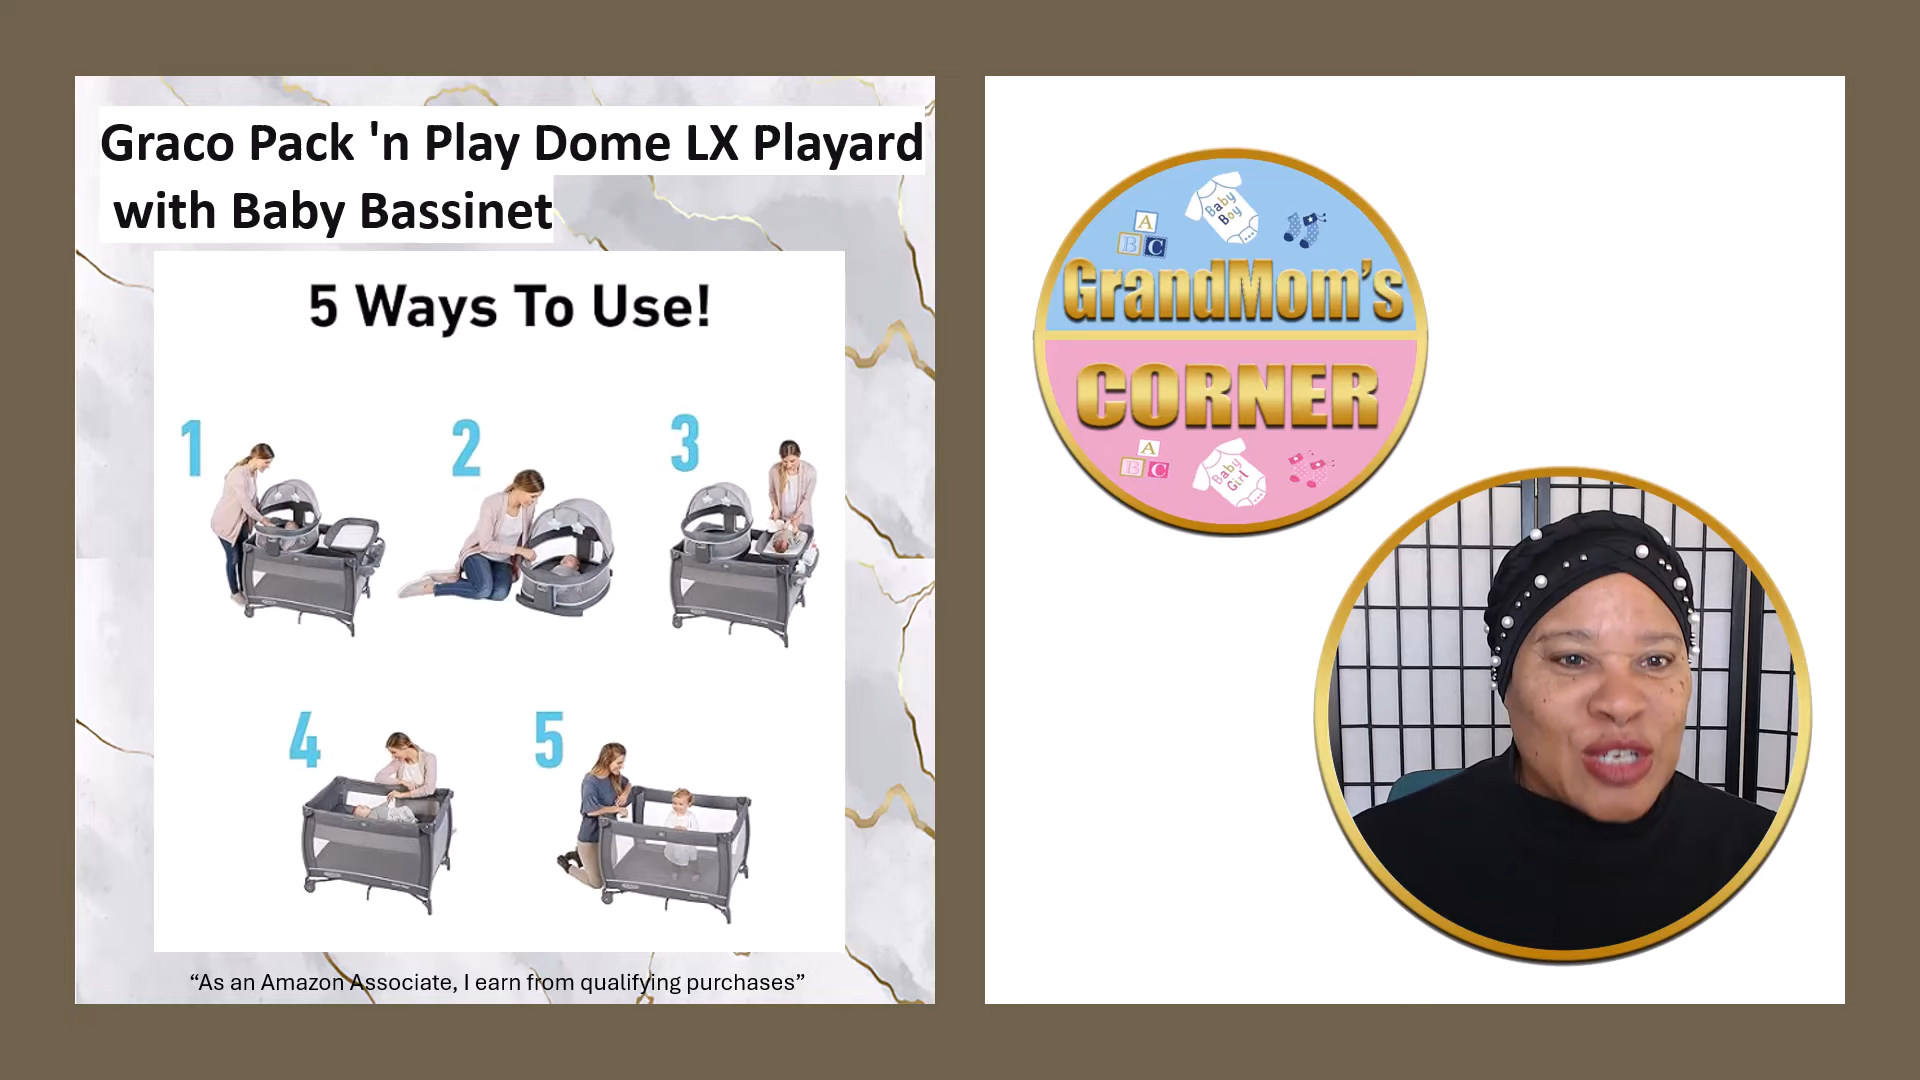 Graco Pack 'n Play Dome LX Playard
with Baby Bassinet
5 Ways To Use!
1
2
3
4
5
“As an Amazon Associate, I earn from qualifying purchases”
A
B C
Baby
Boy
GrandMom’s
CORNER
A
B C
Baby
Girl